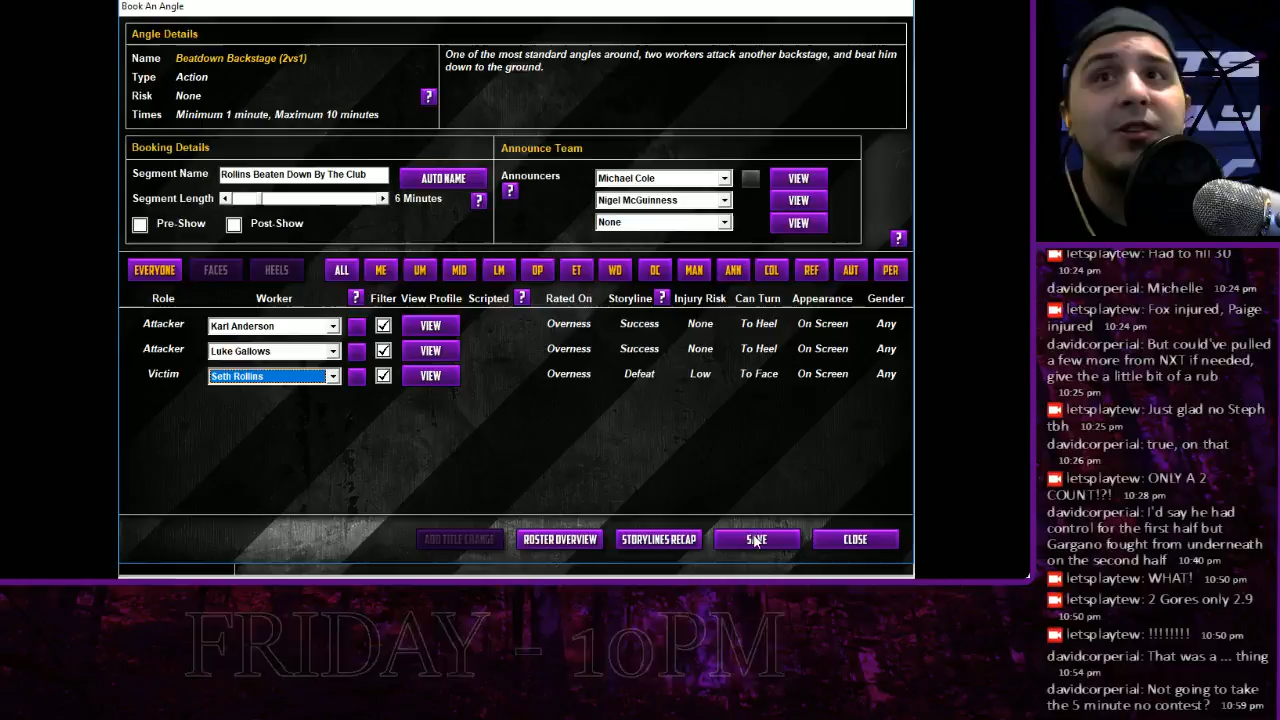 Book An Angle
Angle Details
Name Beatdown Backstage (2vs1)
Type Action
Risk None
?
Times Minimum 1 minute, Maximum 10 minutes
One of the most standard angles around, two workers attack another backstage, and beat him
down to the ground.
Booking Details
Segment Name Rollins Beaten Down By The Club AUTO NAME
Segment Length 6 Minutes ?
Pre-Show Post-Show
Announce Team
Announcers Michael Cole VIEW
? Nigel McGuinness VIEW
None VIEW
?
EVERYONE FACES HEELS ALL ME UM MID LM OP ET WD OC MAN ANN COL REF AUT PER
Role Worker ? Filter View Profile Scripted ? Rated On Storyline ? Injury Risk Can Turn Appearance Gender
Attacker Karl Anderson VIEW Overness Success None To Heel On Screen Any
Attacker Luke Gallows VIEW Overness Success None To Heel On Screen Any
Victim Seth Rollins VIEW Overness Defeat Low To Face On Screen Any
ADD TITLE CHANGE ROSTER OVERVIEW STORYLINES RECAP SAVE CLOSE
FRIDAY - 10PM
letsplaytew: Had to fill 30
10:24 pm
davidcorperial: Michelle 10:24 pm
letsplaytew: Fox injured, Paige
injured 10:24 pm
davidcorperial: But could've pulled
a few more from NXT if needed,
give the a little bit of a rub
10:25 pm
letsplaytew: Just glad no Steph
tbh 10:25 pm
davidcorperial: true, on that
10:26 pm
letsplaytew: ONLY A 2
COUNT!?! 10:28 pm
davidcorperial: I'd say he had
control for the first half but
Gargano fought from underneath
on the second half 10:40 pm
letsplaytew: WHAT! 10:50 pm
letsplaytew: 2 Gores only 2.9
10:50 pm
letsplaytew: !!!!!!!! 10:50 pm
davidcorperial: That was a ... thing
10:54 pm
davidcorperial: Not going to take
the 5 minute no contest? 10:59 pm